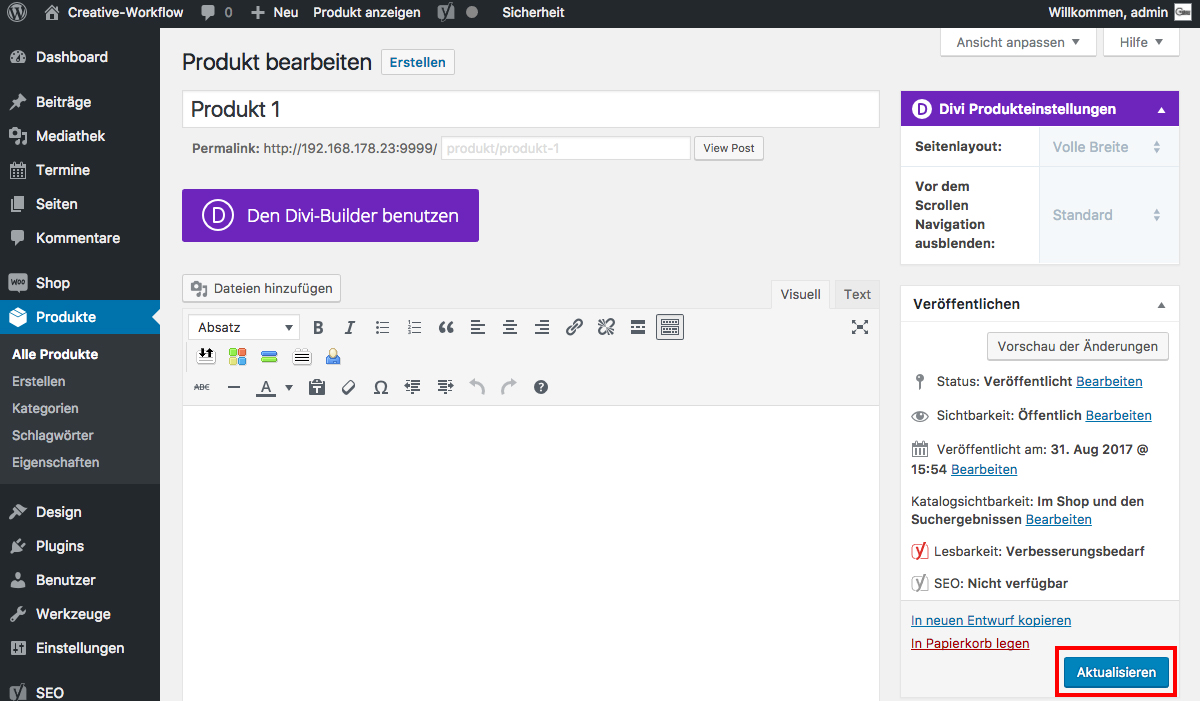 Creative-Workflow 0 Neu Produkt anzeigen Sicherheit Willkommen, admin
Ansicht anpassen Hilfe
Dashboard
Beiträge
Mediathek
Termine
Seiten
Kommentare
Shop
Produkte
Alle Produkte
Erstellen
Kategorien
Schlagwörter
Eigenschaften
Design
Plugins
Benutzer
Werkzeuge
Einstellungen
SEO
Produkt bearbeiten Erstellen
Produkt 1
Permalink: http://192.168.178.23:9999/ produkt/produkt-1 View Post
D Den Divi-Builder benutzen
Dateien hinzufügen
Visuell Text
Absatz B I
ABC A Ω ?
D Divi Produkteinstellungen
Seitenlayout: Volle Breite
Vor dem
Scrollen
Navigation
ausblenden:
Standard
Veröffentlichen
Vorschau der Änderungen
Status: Veröffentlicht Bearbeiten
Sichtbarkeit: Öffentlich Bearbeiten
Veröffentlicht am: 31. Aug 2017 @
15:54 Bearbeiten
Katalogsichtbarkeit: Im Shop und den
Suchergebnissen Bearbeiten
Lesbarkeit: Verbesserungsbedarf
SEO: Nicht verfügbar
In neuen Entwurf kopieren
In Papierkorb legen
Aktualisieren